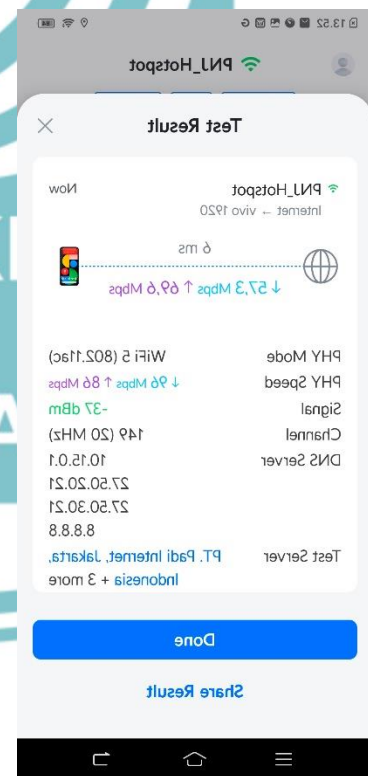 13.52
PNJ_Hotspot
Test Result
PNJ_Hotspot Now
Internet → vivo 1920
6 ms
↓ 57,3 Mbps ↑ 69,6 Mbps
PHY Mode WiFi 5 (802.11ac)
PHY Speed ↓ 96 Mbps ↑ 86 Mbps
Signal -37 dBm
Channel 149 (20 MHz)
DNS Server 10.15.0.1
27.50.20.21
27.50.30.21
8.8.8.8
Test Server PT. Padi Internet, Jakarta,
Indonesia + 3 more
Done
Share Result